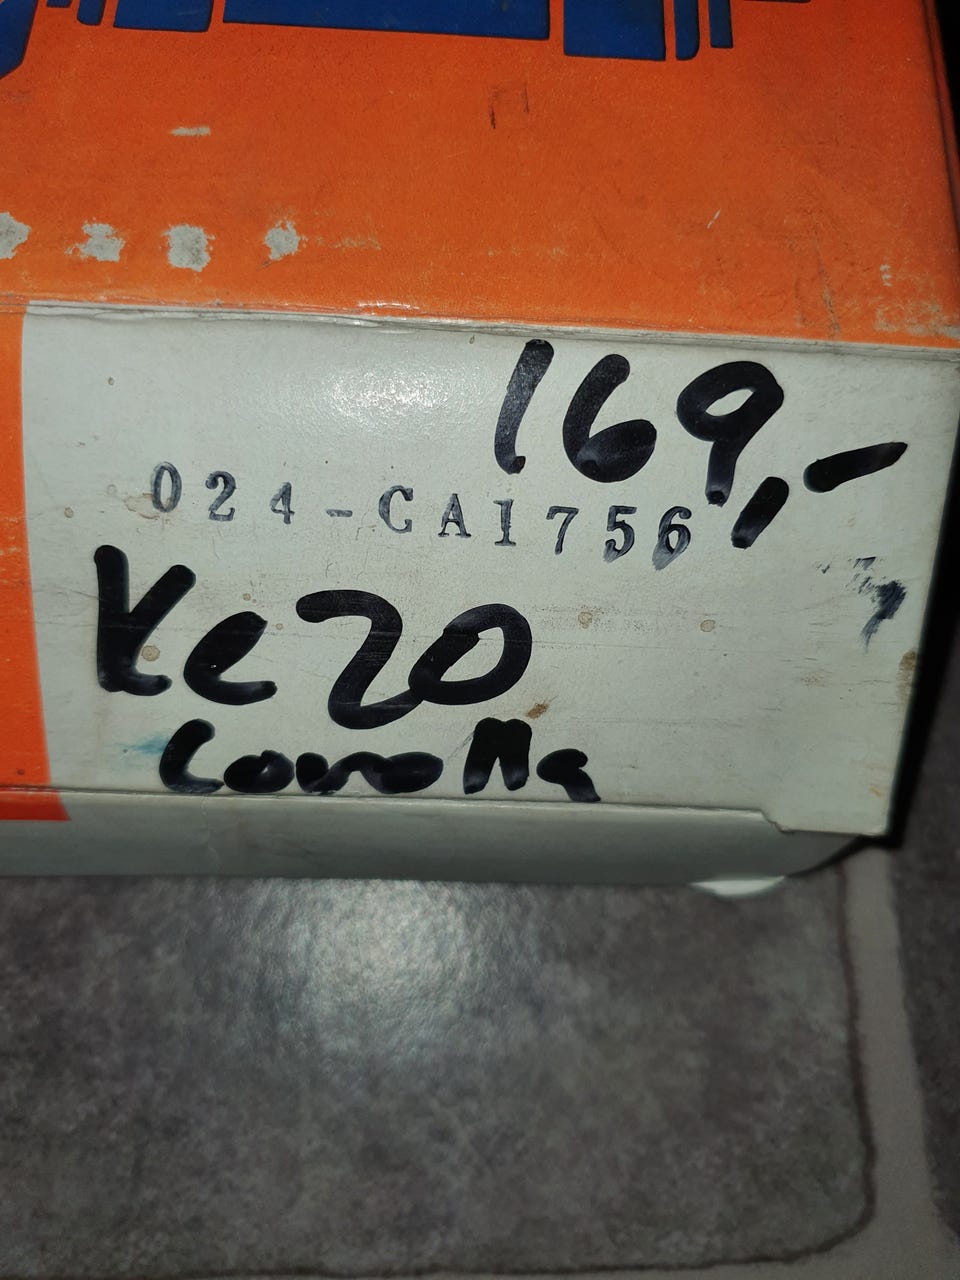 169,-
024-CA1756
Ke20
Corolla